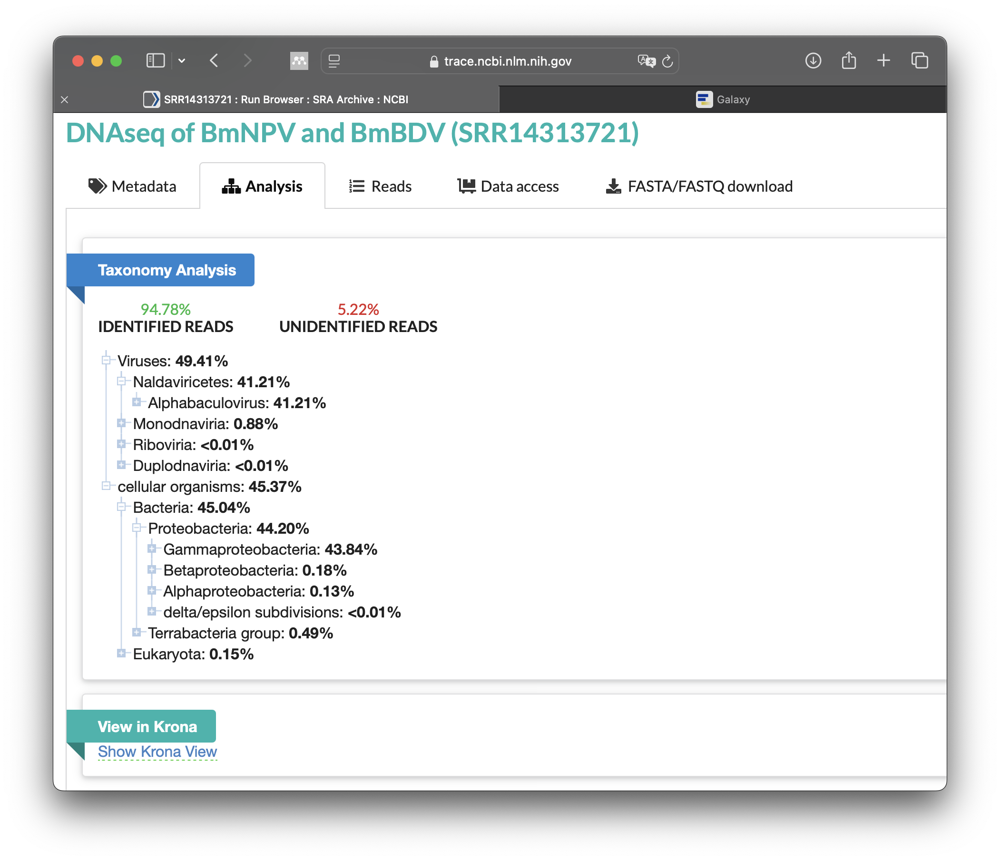 trace.ncbi.nlm.nih.gov
SRR14313721 : Run Browser : SRA Archive : NCBI
Galaxy
DNAseq of BmNPV and BmBDV (SRR14313721)
Metadata
Analysis
Reads
Data access
FASTA/FASTQ download
Taxonomy Analysis
94.78%
IDENTIFIED READS
5.22%
UNIDENTIFIED READS
Viruses: 49.41%
Naldaviricetes: 41.21%
Alphabaculovirus: 41.21%
Monodnaviria: 0.88%
Riboviria: <0.01%
Duplodnaviria: <0.01%
cellular organisms: 45.37%
Bacteria: 45.04%
Proteobacteria: 44.20%
Gammaproteobacteria: 43.84%
Betaproteobacteria: 0.18%
Alphaproteobacteria: 0.13%
delta/epsilon subdivisions: <0.01%
Terrabacteria group: 0.49%
Eukaryota: 0.15%
View in Krona
Show Krona View